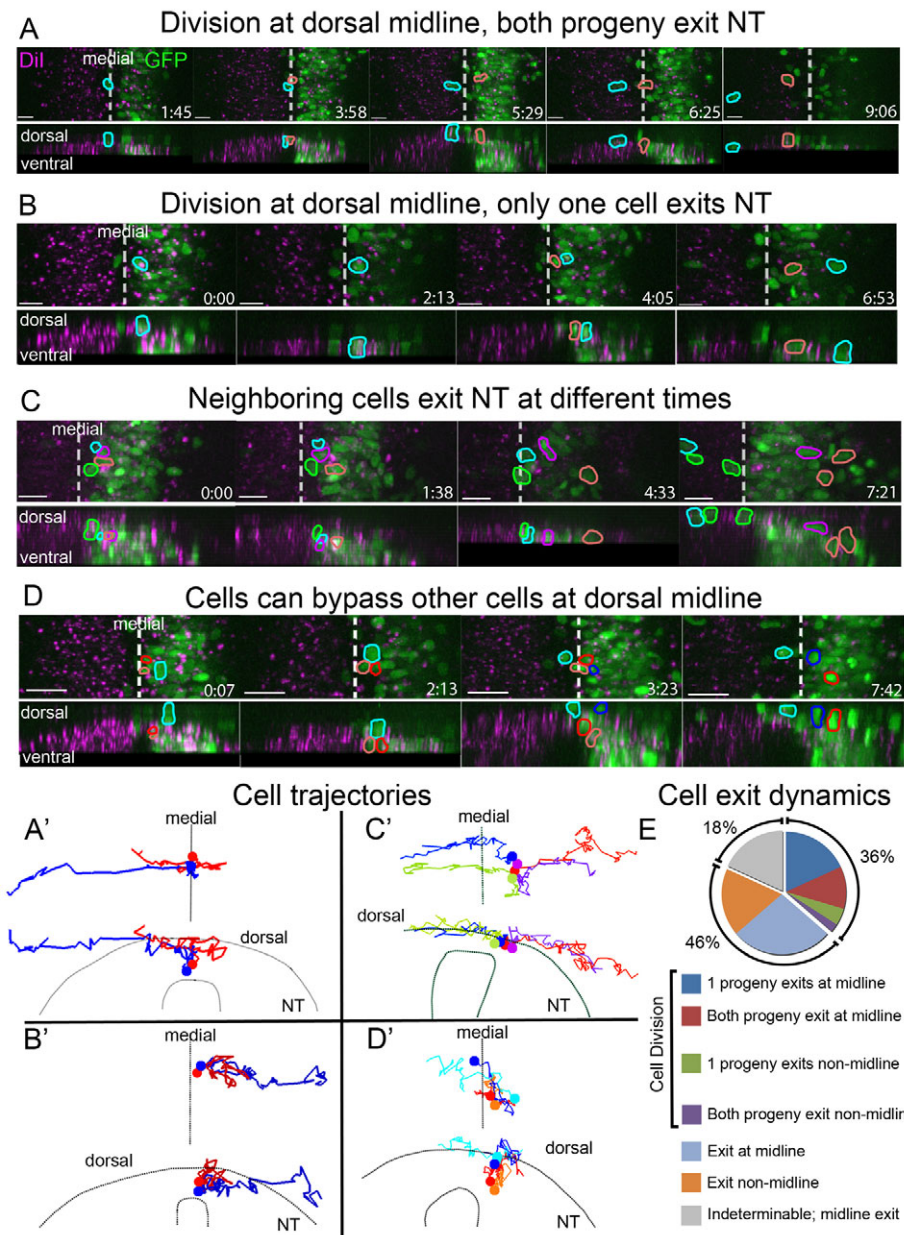 A
Division at dorsal midline, both progeny exit NT
DiI medial GFP
1:45 3:58 5:29 6:25 9:06
dorsal
ventral
B
Division at dorsal midline, only one cell exits NT
medial
0:00 2:13 4:05 6:53
dorsal
ventral
C
Neighboring cells exit NT at different times
medial
0:00 1:38 4:33 7:21
dorsal
ventral
D
Cells can bypass other cells at dorsal midline
medial
0:07 2:13 3:23 7:42
dorsal
ventral
Cell trajectories
A'
medial
dorsal
NT
C'
medial
dorsal
NT
B'
medial
dorsal
NT
D'
medial
dorsal
NT
Cell exit dynamics
E
18%
36%
46%
Cell Division
1 progeny exits at midline
Both progeny exit at midline
1 progeny exits non-midline
Both progeny exit non-midlin
Exit at midline
Exit non-midline
Indeterminable; midline exit